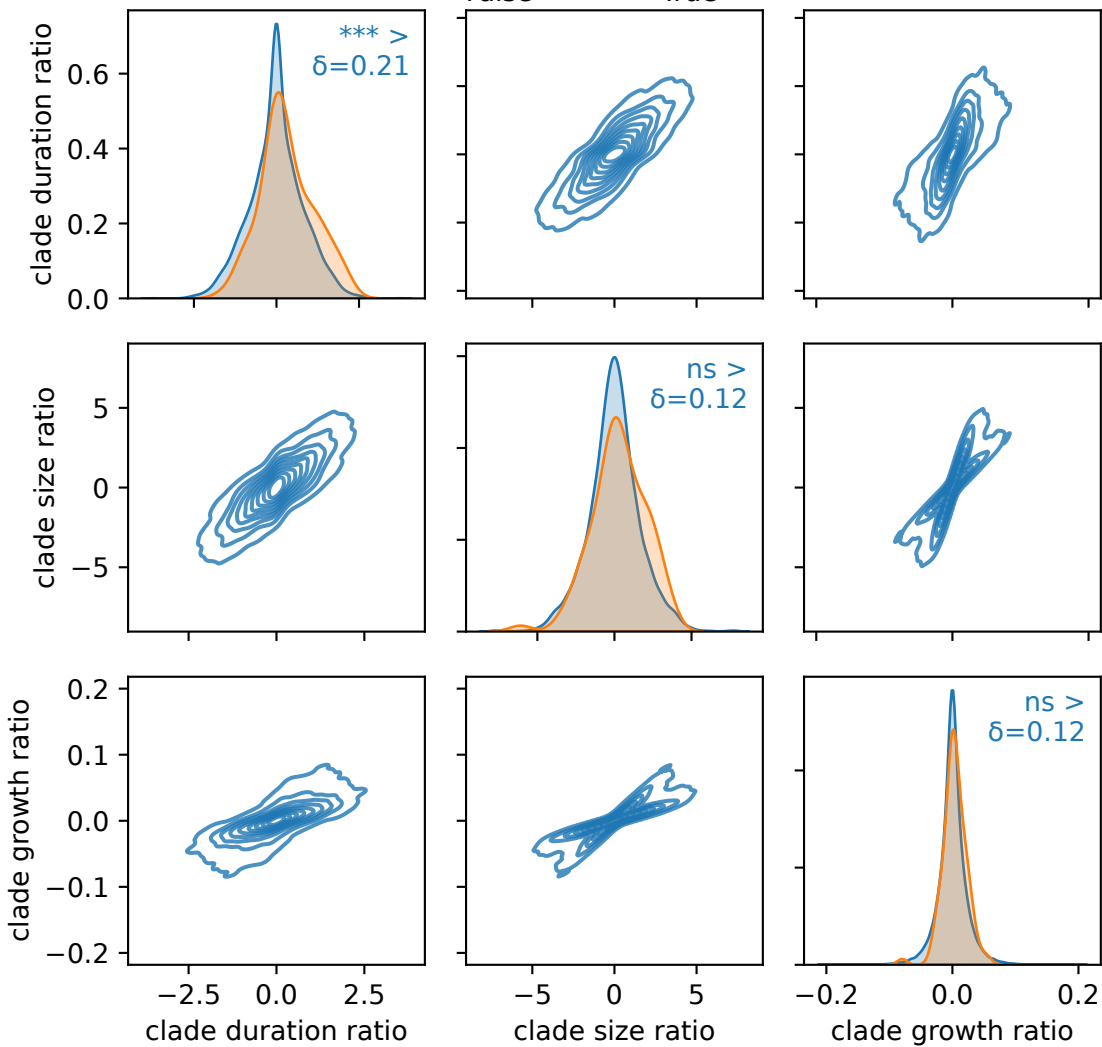 clade duration ratio
0.6
0.4
0.2
0.0
*** >
δ=0.21
clade size ratio
5
0
−5
ns >
δ=0.12
clade growth ratio
0.2
0.1
0.0
−0.1
−0.2
ns >
δ=0.12
−2.5 0.0 2.5
clade duration ratio
−5 0 5
clade size ratio
−0.2 0.0 0.2
clade growth ratio